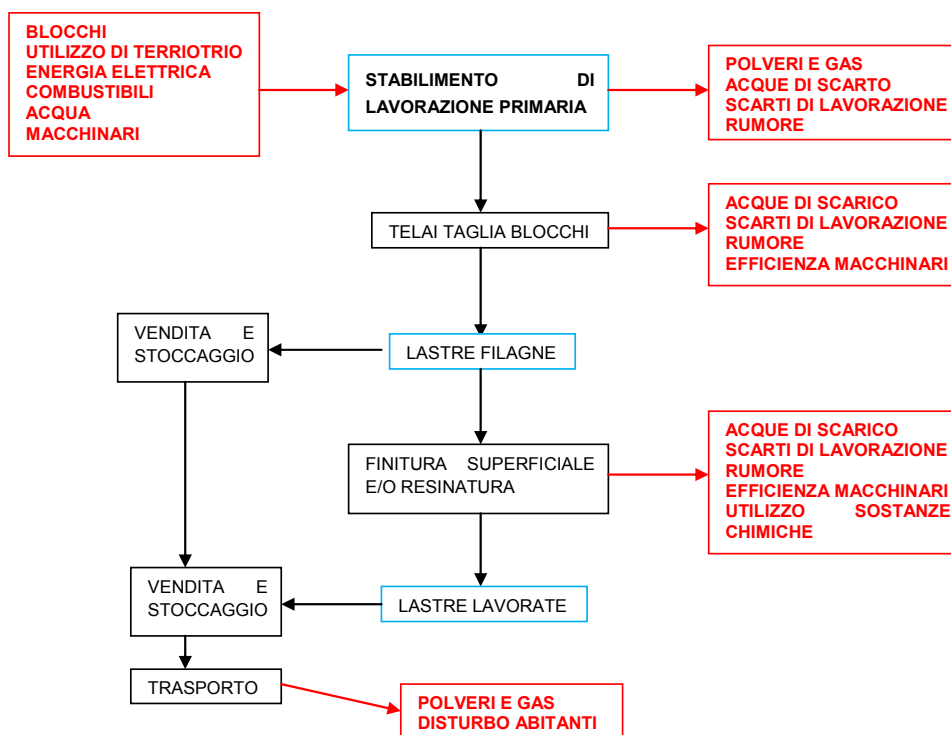 BLOCCHI
UTILIZZO DI TERRIOTRIO
ENERGIA ELETTRICA
COMBUSTIBILI
ACQUA
MACCHINARI
STABILIMENTO DI
LAVORAZIONE PRIMARIA
POLVERI E GAS
ACQUE DI SCARTO
SCARTI DI LAVORAZIONE
RUMORE
TELAI TAGLIA BLOCCHI
ACQUE DI SCARICO
SCARTI DI LAVORAZIONE
RUMORE
EFFICIENZA MACCHINARI
VENDITA E
STOCCAGGIO
LASTRE FILAGNE
FINITURA SUPERFICIALE
E/O RESINATURA
ACQUE DI SCARICO
SCARTI DI LAVORAZIONE
RUMORE
EFFICIENZA MACCHINARI
UTILIZZO SOSTANZE
CHIMICHE
VENDITA E
STOCCAGGIO
LASTRE LAVORATE
TRASPORTO
POLVERI E GAS
DISTURBO ABITANTI